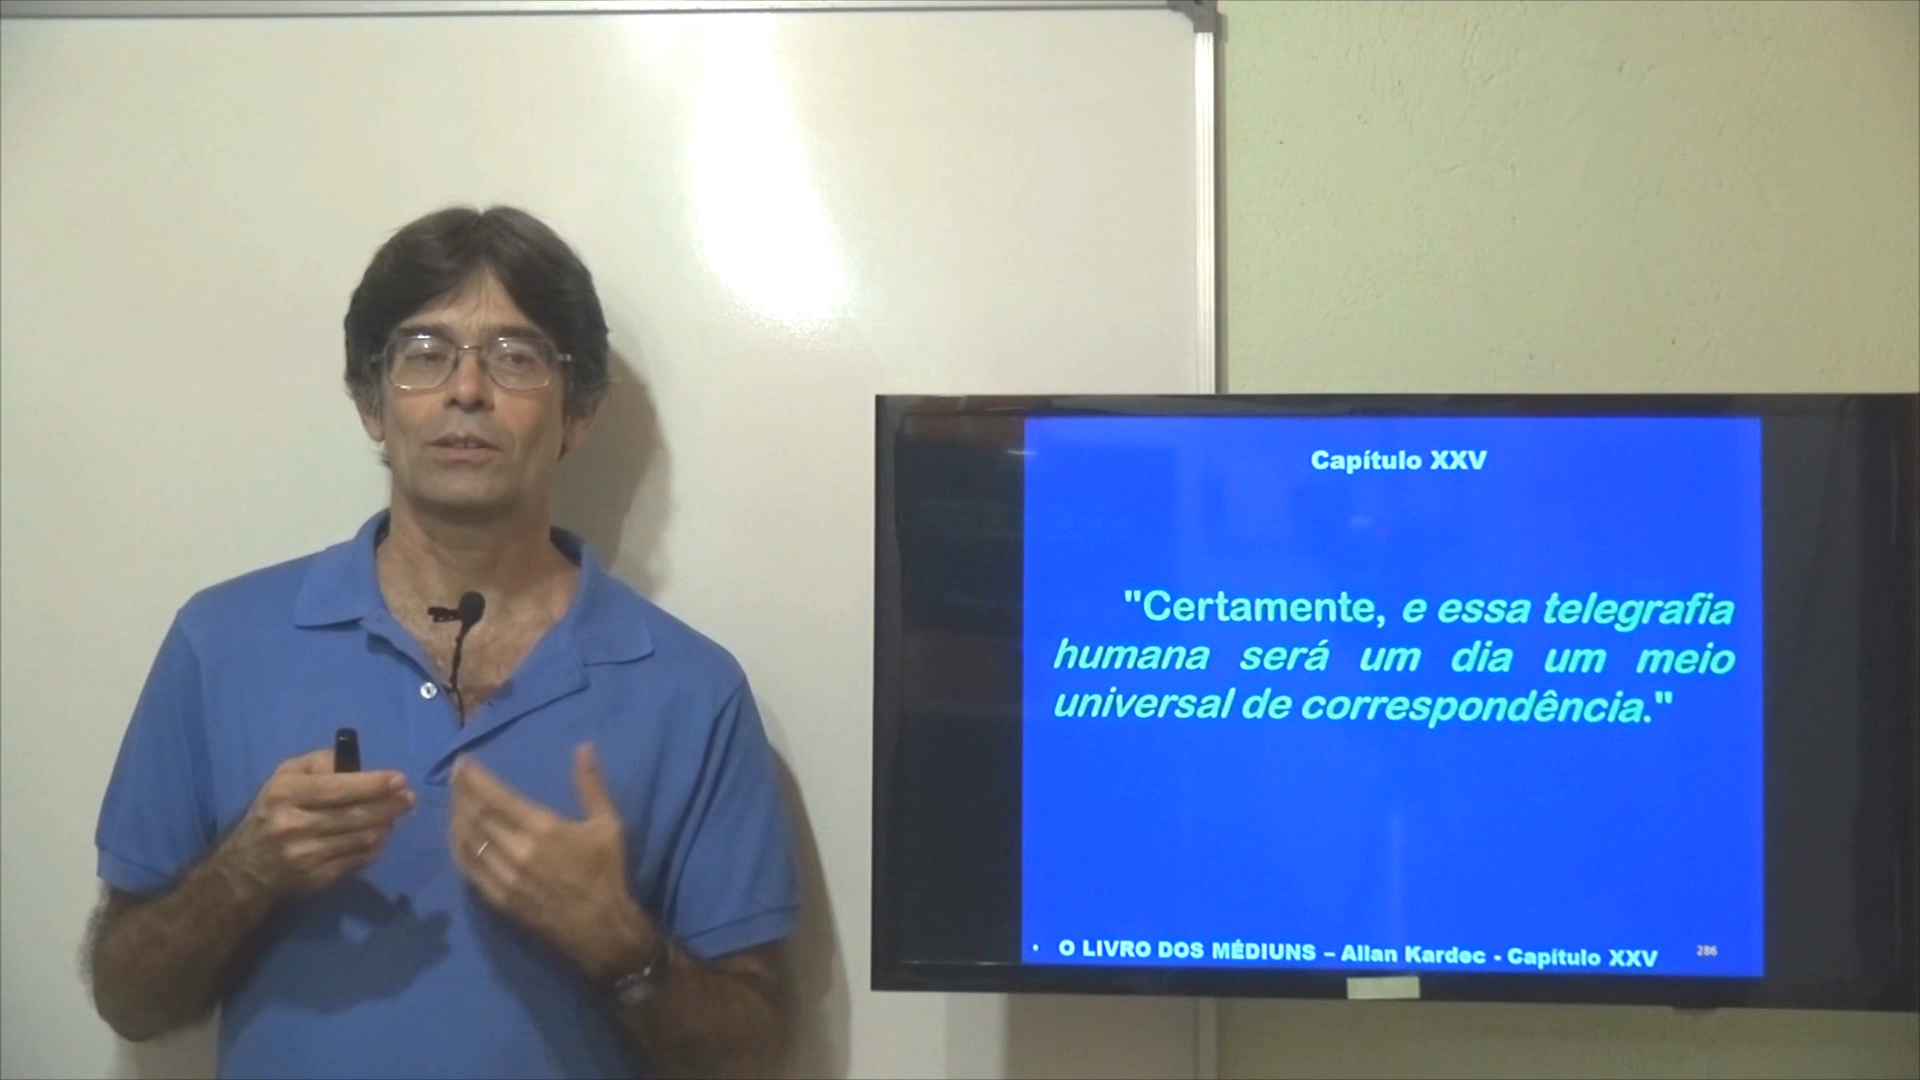 Capítulo XXV
"Certamente, e essa telegrafia
humana será um dia um meio
universal de correspondência."
• O LIVRO DOS MÉDIUNS – Allan Kardec - Capítulo XXV
286